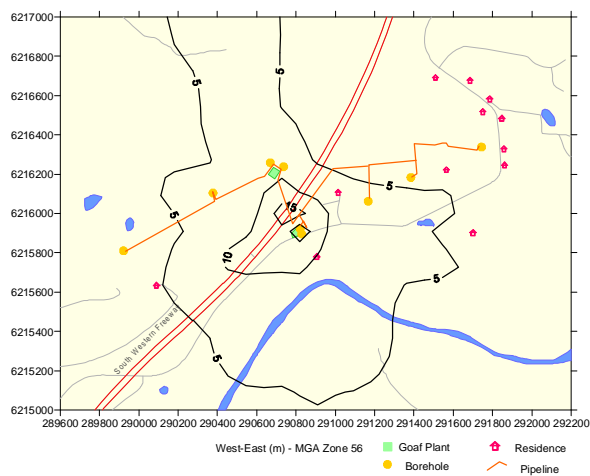 6217000
6216800
6216600
6216400
6216200
6216000
6215800
6215600
6215400
6215200
6215000
5
5
5
5
15
10
5
5
South Western Freeway
289600 289800 290000 290200 290400 290600 290800 291000 291200 291400 291600 291800 292000 292200
West-East (m) - MGA Zone 56
Goaf Plant
Residence
Borehole
Pipeline